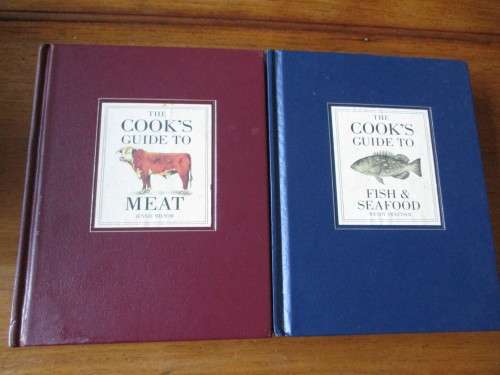 THE
COOK'S
GUIDE TO
MEAT
THE
COOK'S
GUIDE TO
FISH &
SEAFOOD